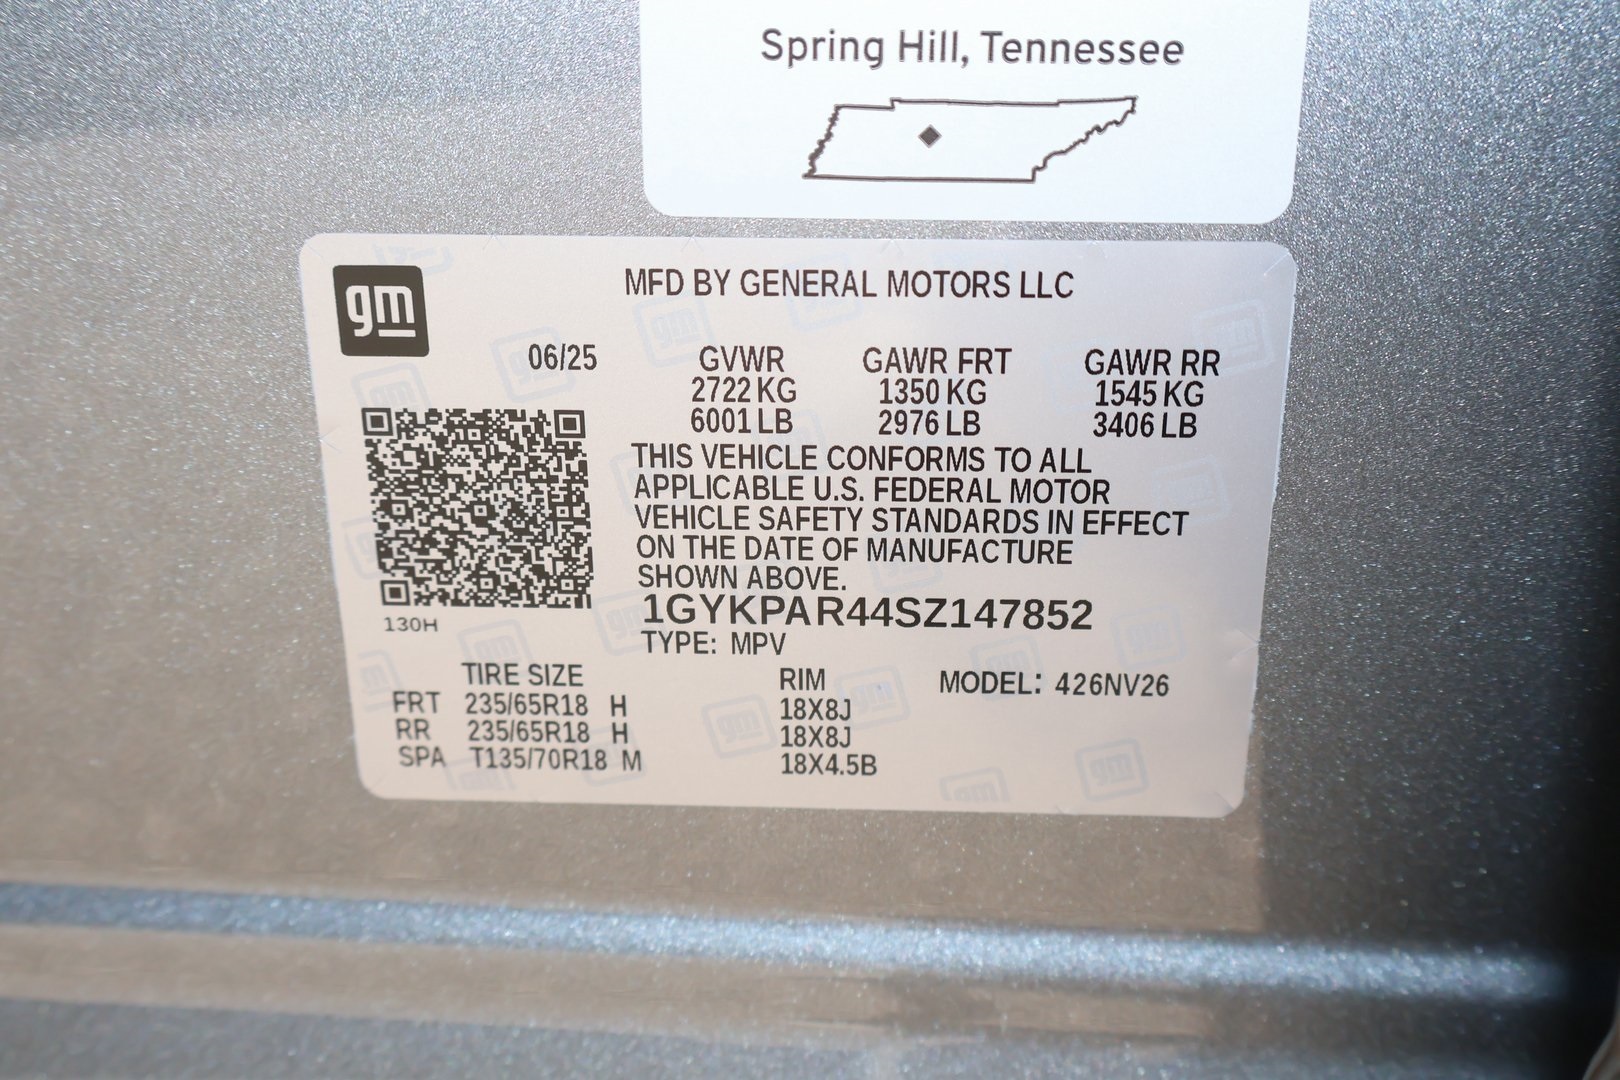 Spring Hill, Tennessee
gm
MFD BY GENERAL MOTORS LLC
06/25 GVWR GAWR FRT GAWR RR
2722 KG 1350 KG 1545 KG
6001 LB 2976 LB 3406 LB
THIS VEHICLE CONFORMS TO ALL
APPLICABLE U.S. FEDERAL MOTOR
VEHICLE SAFETY STANDARDS IN EFFECT
ON THE DATE OF MANUFACTURE
SHOWN ABOVE.
1GYKPAR44SZ147852
130H
TYPE: MPV
TIRE SIZE RIM MODEL: 426NV26
FRT 235/65R18 H 18X8J
RR 235/65R18 H 18X8J
SPA T135/70R18 M 18X4.5B